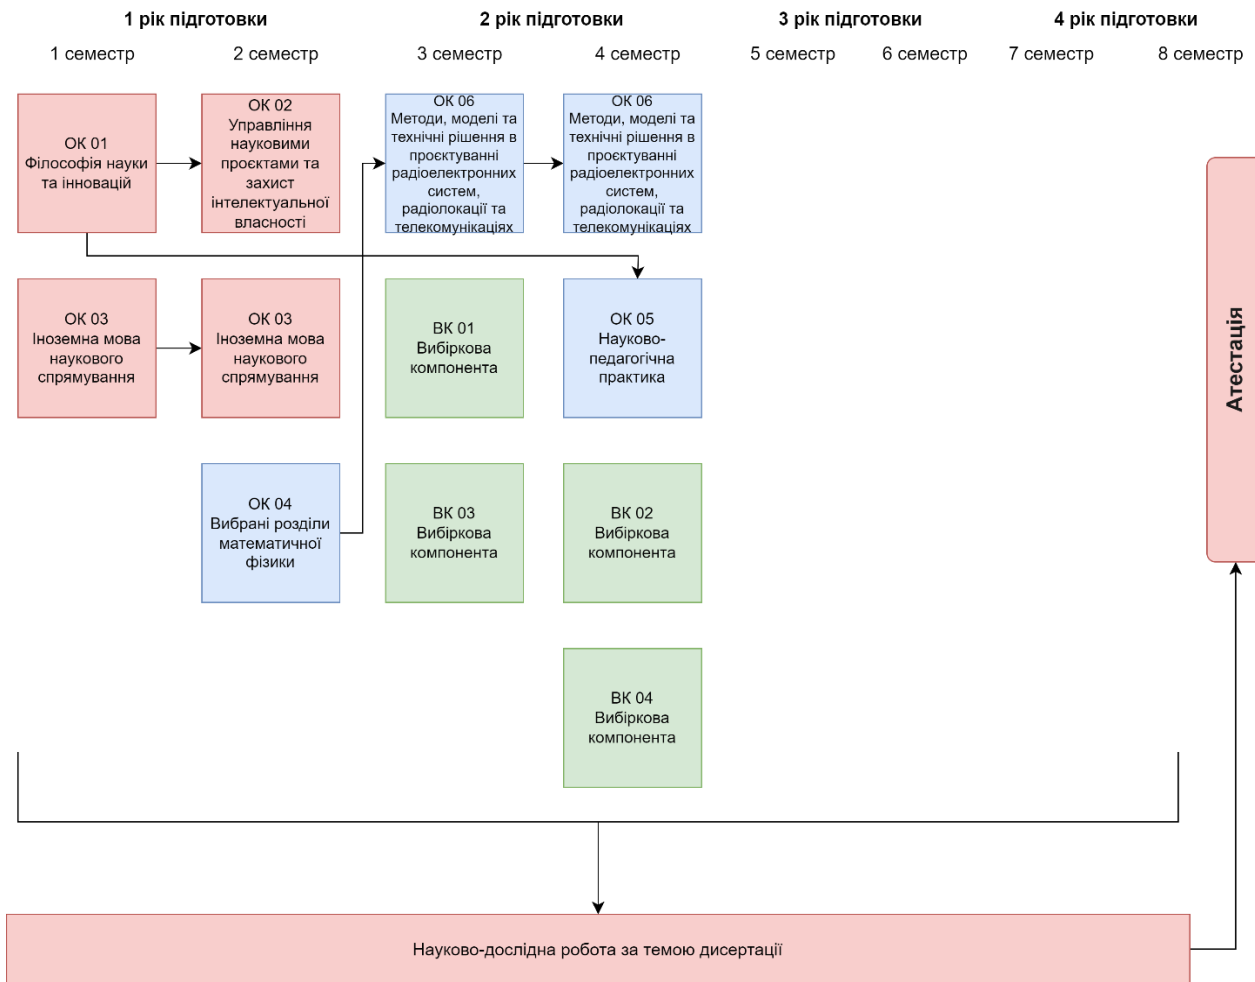 1 рік підготовки
2 рік підготовки
3 рік підготовки
4 рік підготовки
1 семестр
2 семестр
3 семестр
4 семестр
5 семестр
6 семестр
7 семестр
8 семестр
ОК 01
Філософія науки
та інновацій
ОК 02
Управління
науковими
проєктами та
захист
інтелектуальної
власності
ОК 06
Методи, моделі та
технічні рішення в
проєктуванні
радіоелектронних
систем,
радіолокації та
телекомунікаціях
ОК 06
Методи, моделі та
технічні рішення в
проєктуванні
радіоелектронних
систем,
радіолокації та
телекомунікаціях
ОК 03
Іноземна мова
наукового
спрямування
ОК 03
Іноземна мова
наукового
спрямування
ВК 01
Вибіркова
компонента
ОК 05
Науково-
педагогічна
практика
Атестація
ОК 04
Вибрані розділи
математичної
фізики
ВК 03
Вибіркова
компонента
ВК 02
Вибіркова
компонента
ВК 04
Вибіркова
компонента
Науково-дослідна робота за темою дисертації